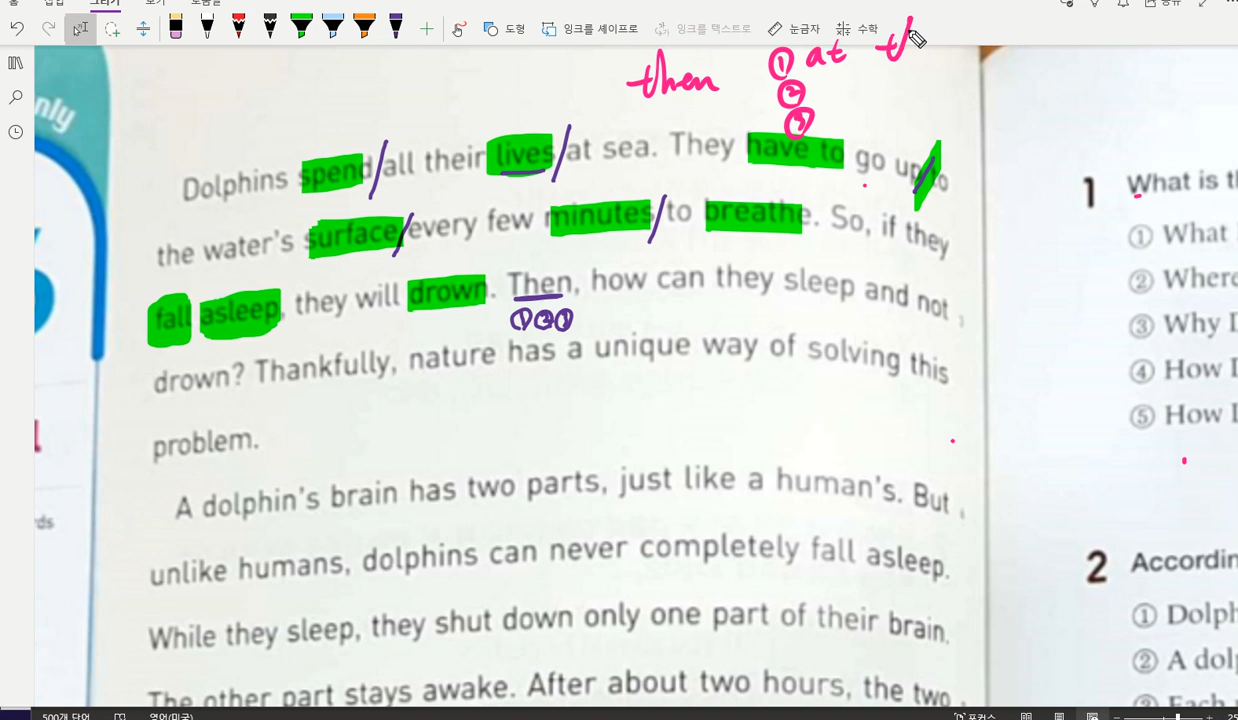 삽입 그리기 보기 도움말 공유
도형 잉크를 셰이프로 잉크를 텍스트로 눈금자 수학
then ① at t
②
③
nly
Dolphins spend all their lives at sea. They have to go up to
the water's surface every few minutes to breathe. So, if they
fall asleep, they will drown. Then, how can they sleep and not
①②③
drown? Thankfully, nature has a unique way of solving this
problem.
A dolphin's brain has two parts, just like a human's. But
unlike humans, dolphins can never completely fall asleep.
While they sleep, they shut down only one part of their brain.
The other part stays awake. After about two hours, the two
rds
1 What is t
① What
② Where
③ Why
④ How
⑤ How
2 Accordin
① Dolph
② A dol
③ Each
500개 단어 영어(미국) 포커스